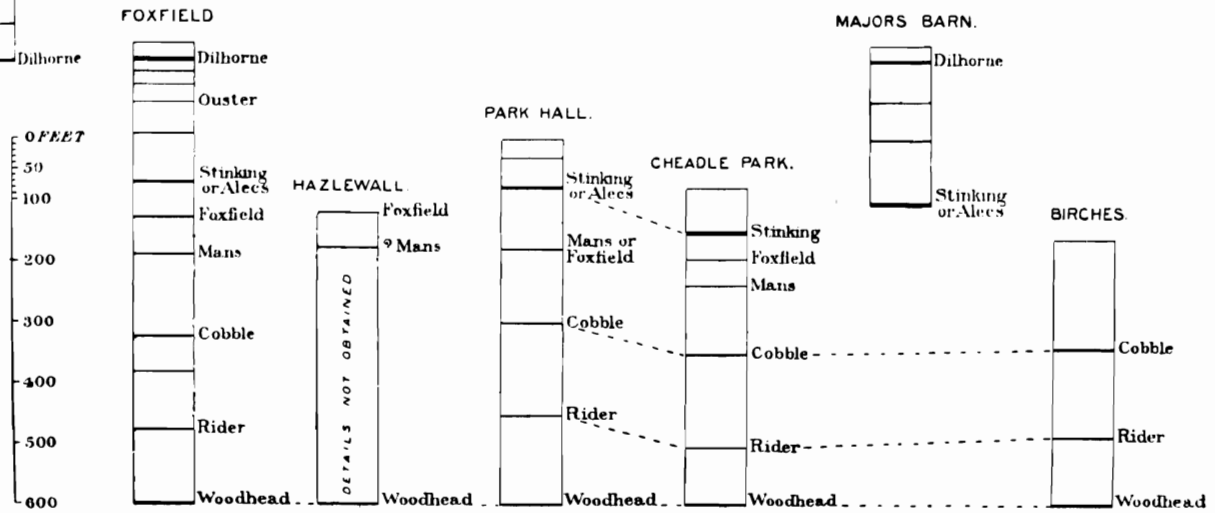 Dilhorne
FOXFIELD
Dilhorne
Ouster
Stinking
or Alecs
Foxfield
Mans
Cobble
Rider
Woodhead
0 FEET
50
100
200
300
400
500
600
HAZLEWALL.
Foxfield
? Mans
DETAILS NOT OBTAINED
Woodhead
PARK HALL.
Stinking
or Alecs
Mans or
Foxfield
Cobble
Rider
Woodhead
CHEADLE PARK.
Stinking
Foxfield
Mans
Cobble
Rider
Woodhead
MAJORS BARN.
Dilhorne
Stinking
or Alecs
BIRCHES.
Cobble
Rider
Woodhead